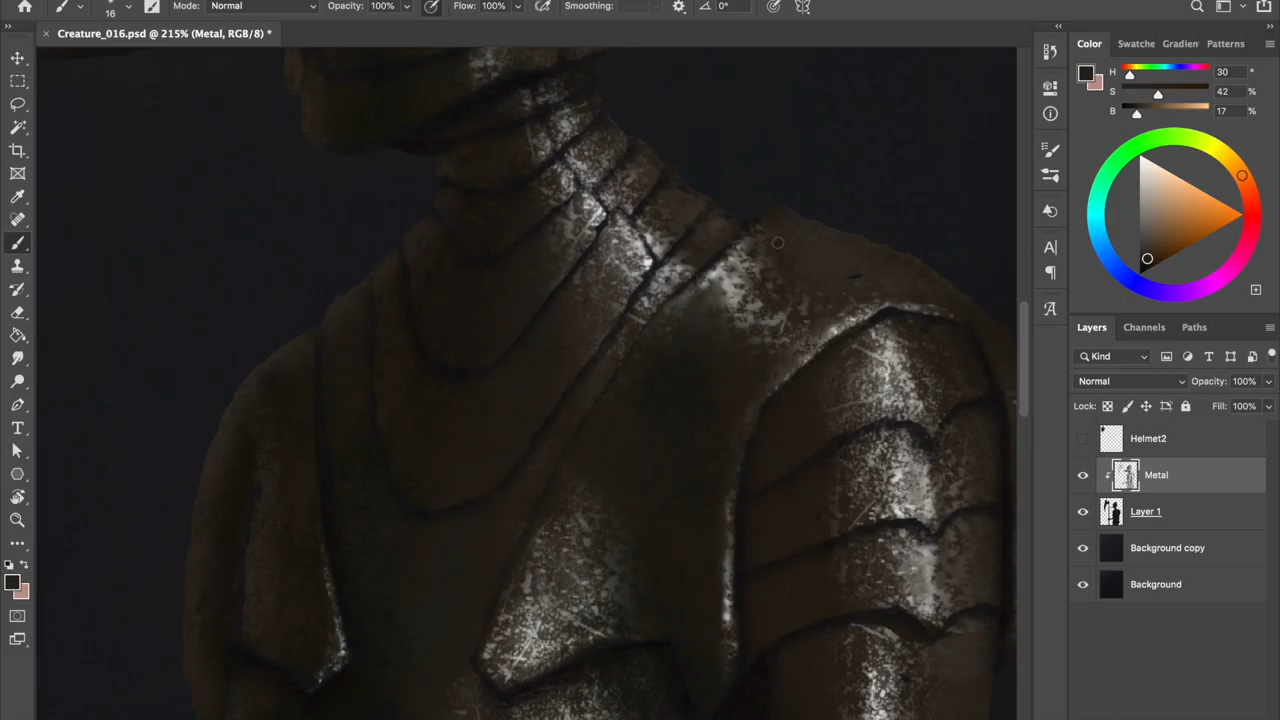 16
Mode: Normal
Opacity: 100%
Flow: 100%
Smoothing:
0°
Creature_016.psd @ 215% (Metal, RGB/8) *
Color Swatche Gradien Patterns
H 30 °
S 42 %
B 17 %
Layers Channels Paths
Kind
Normal Opacity: 100%
Lock: Fill: 100%
Helmet2
Metal
Layer 1
Background copy
Background